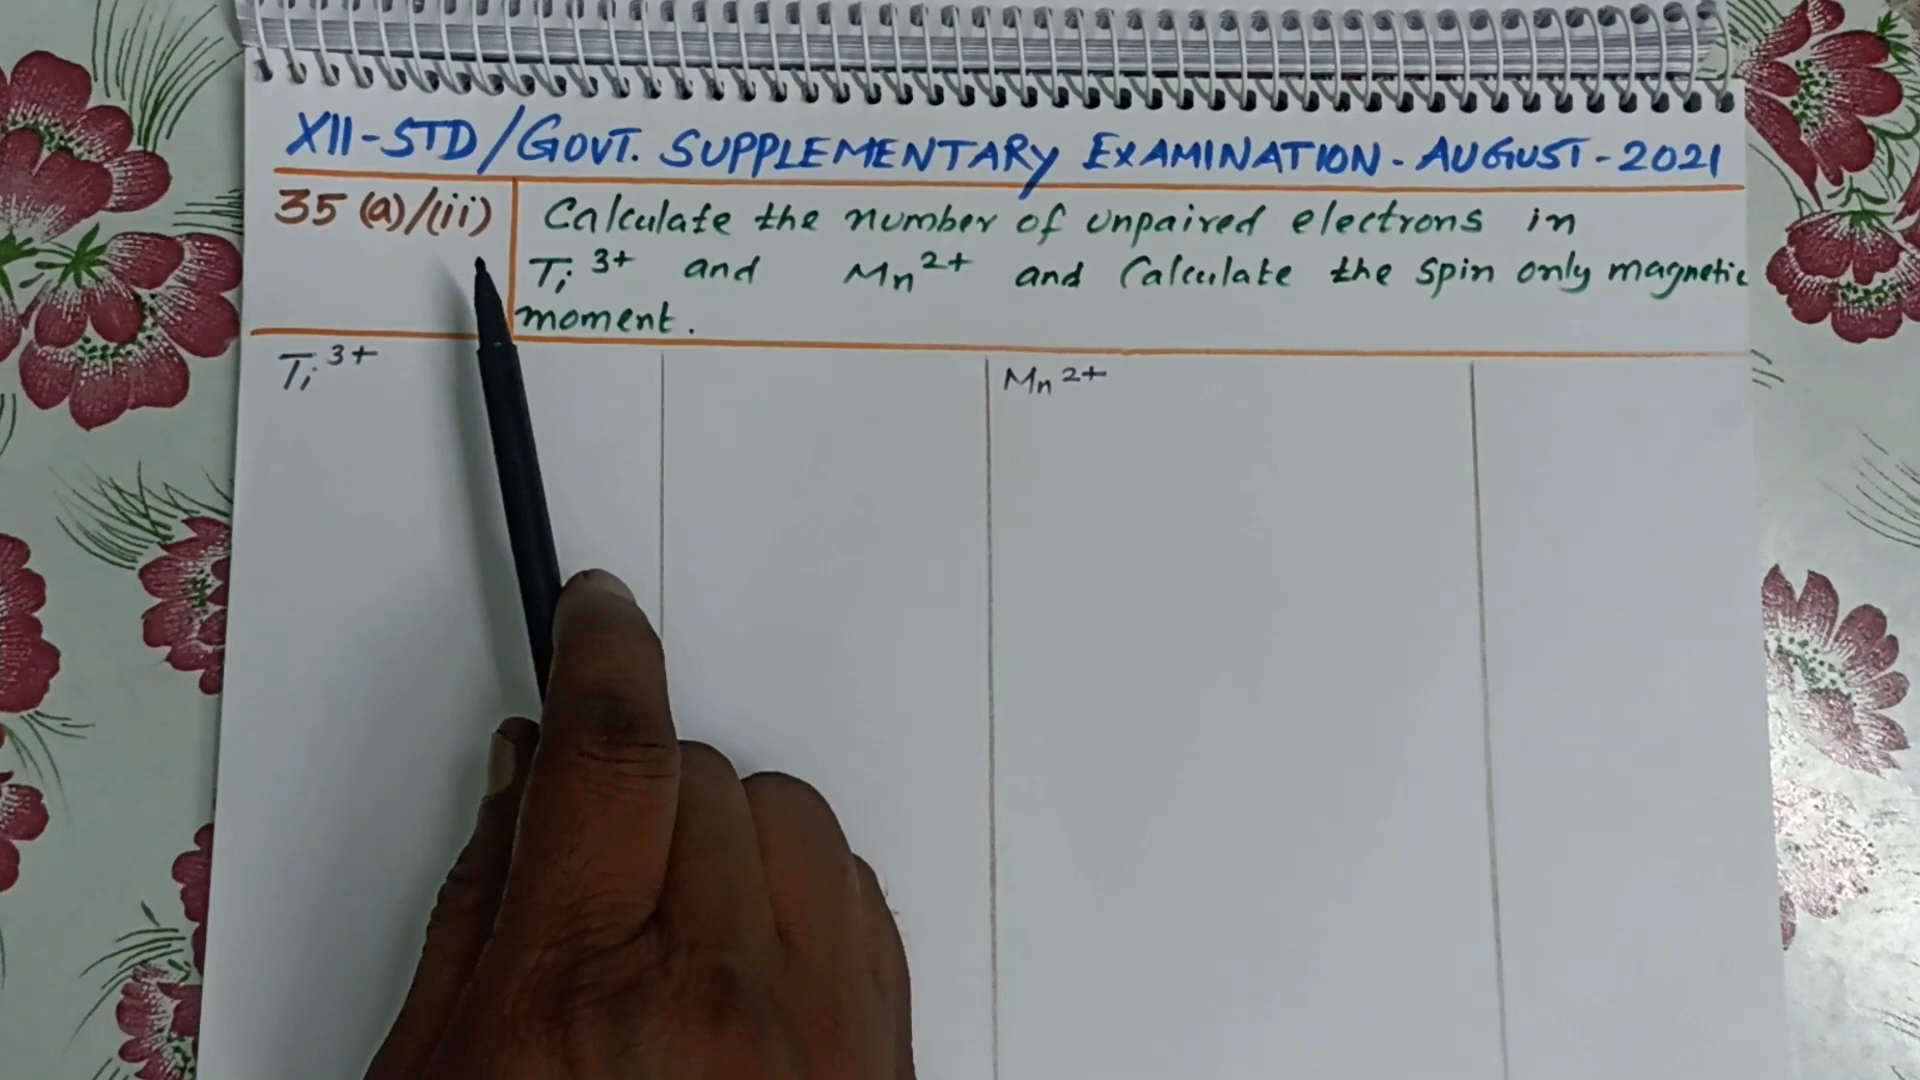 XII-STD/GOVT. SUPPLEMENTARY EXAMINATION - AUGUST - 2021
35 (a)/(ii)
Calculate the number of unpaired electrons in
Ti 3+ and Mn 2+ and Calculate the spin only magnetic
moment.
Ti 3+
Mn 2+